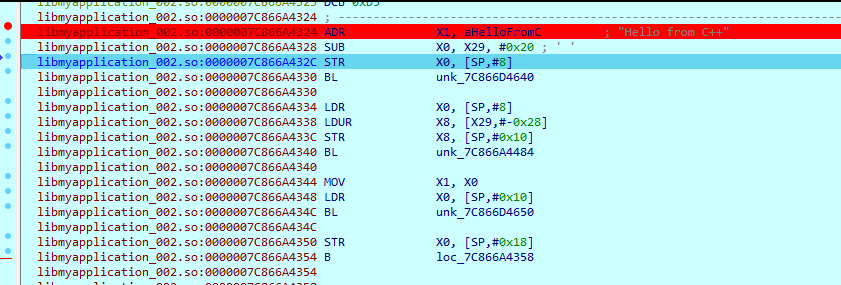 libmyapplication_002.so:0000007C866A4324 ; ------------------------------------------------------------
libmyapplication_002.so:0000007C866A4324 ADR X1, aHelloFromC ; "Hello from C++"
libmyapplication_002.so:0000007C866A4328 SUB X0, X29, #0x20 ; ' '
libmyapplication_002.so:0000007C866A432C STR X0, [SP,#8]
libmyapplication_002.so:0000007C866A4330 BL unk_7C866D4640
libmyapplication_002.so:0000007C866A4330
libmyapplication_002.so:0000007C866A4334 LDR X0, [SP,#8]
libmyapplication_002.so:0000007C866A4338 LDUR X8, [X29,#-0x28]
libmyapplication_002.so:0000007C866A433C STR X8, [SP,#0x10]
libmyapplication_002.so:0000007C866A4340 BL unk_7C866A4484
libmyapplication_002.so:0000007C866A4340
libmyapplication_002.so:0000007C866A4344 MOV X1, X0
libmyapplication_002.so:0000007C866A4348 LDR X0, [SP,#0x10]
libmyapplication_002.so:0000007C866A434C BL unk_7C866D4650
libmyapplication_002.so:0000007C866A434C
libmyapplication_002.so:0000007C866A4350 STR X0, [SP,#0x18]
libmyapplication_002.so:0000007C866A4354 B loc_7C866A4358
libmyapplication_002.so:0000007C866A4354